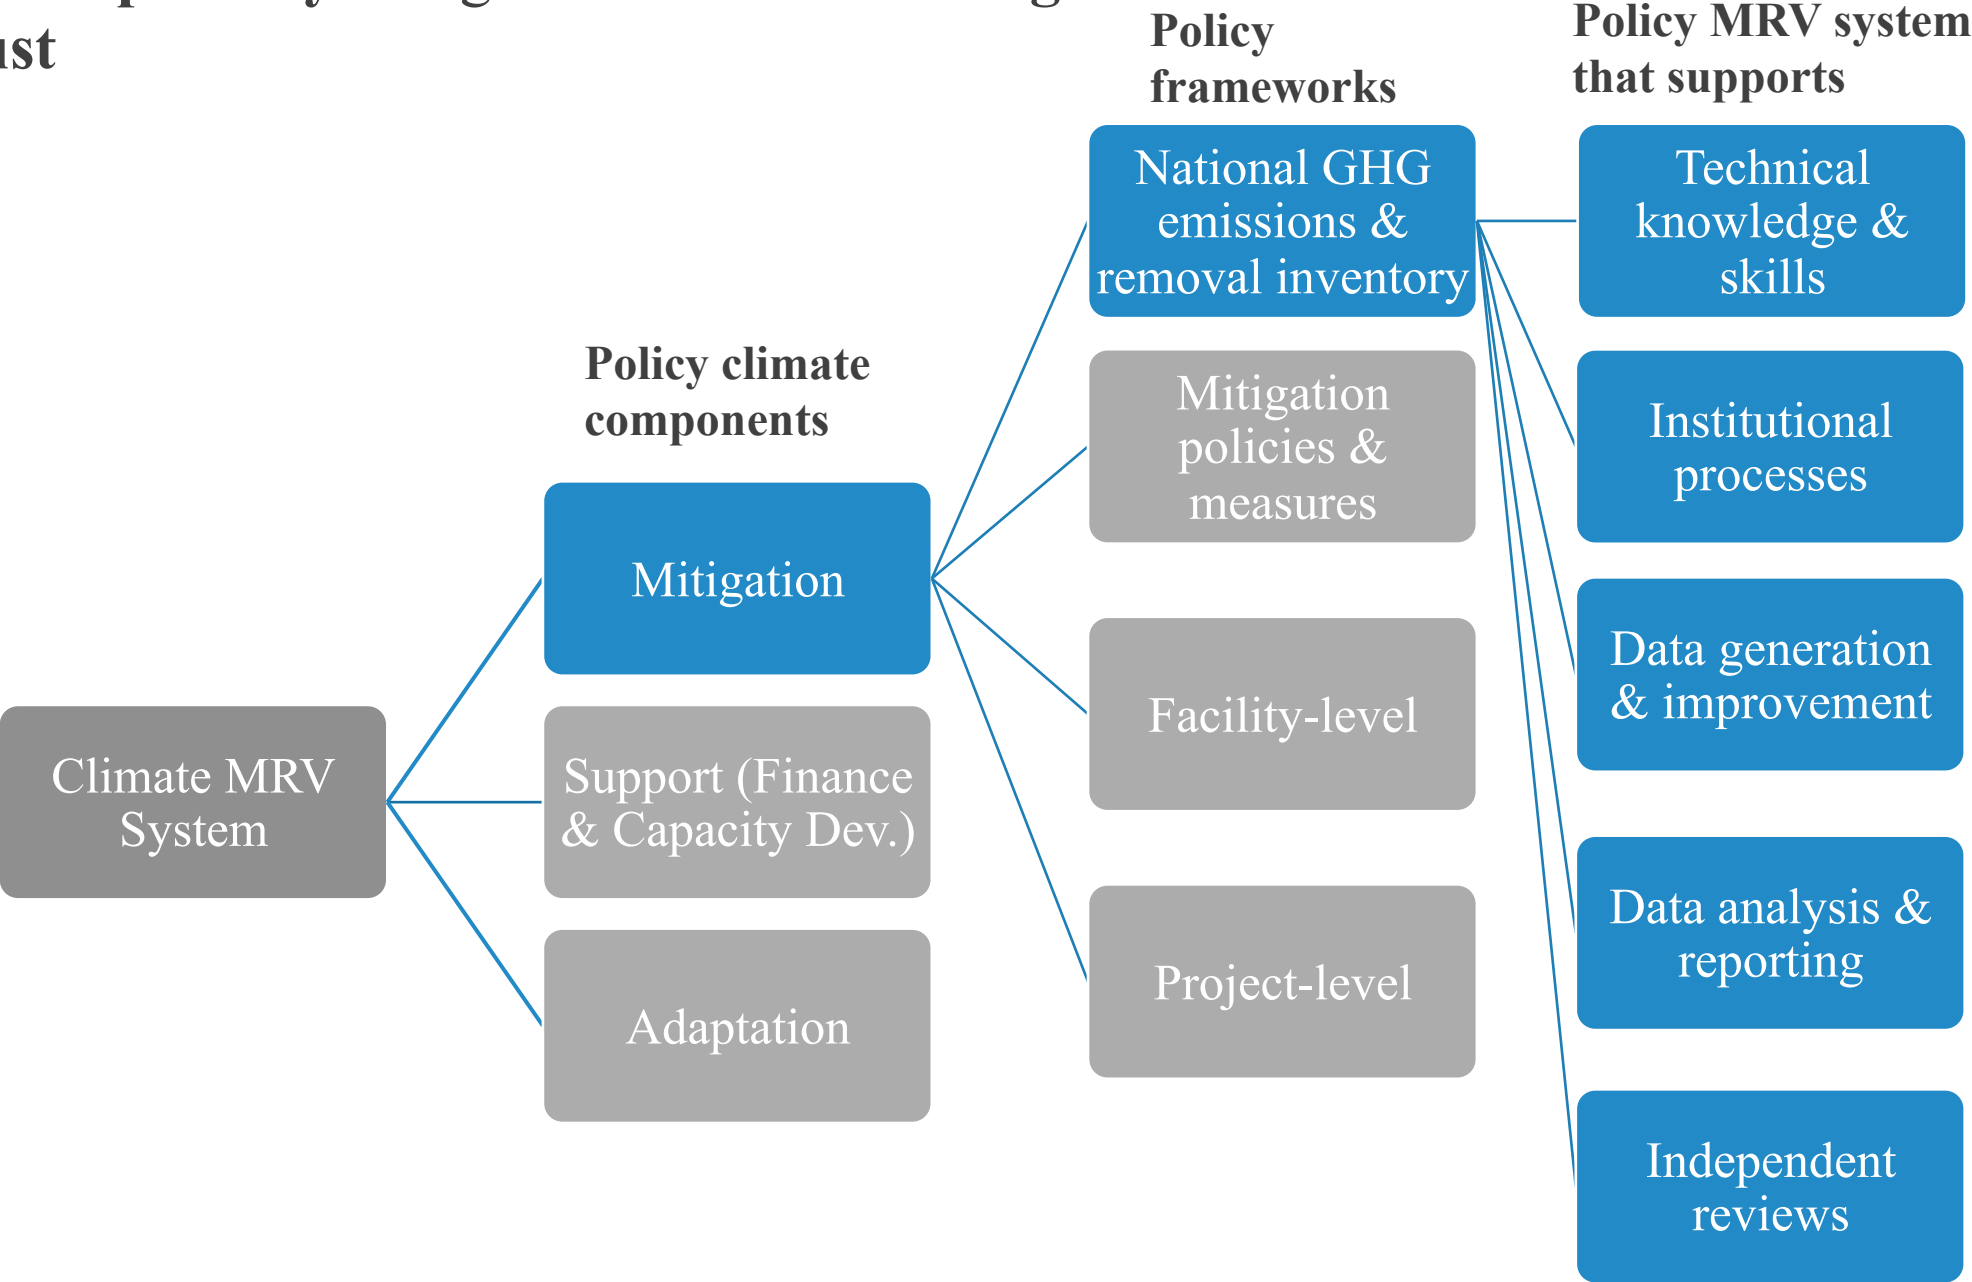 Policy
frameworks
Policy MRV system
that supports
National GHG
emissions &
removal inventory
Technical
knowledge &
skills
Policy climate
components
Mitigation
policies &
measures
Institutional
processes
Mitigation
Data generation
& improvement
Facility-level
Climate MRV
System
Support (Finance
& Capacity Dev.)
Data analysis &
reporting
Project-level
Adaptation
Independent
reviews